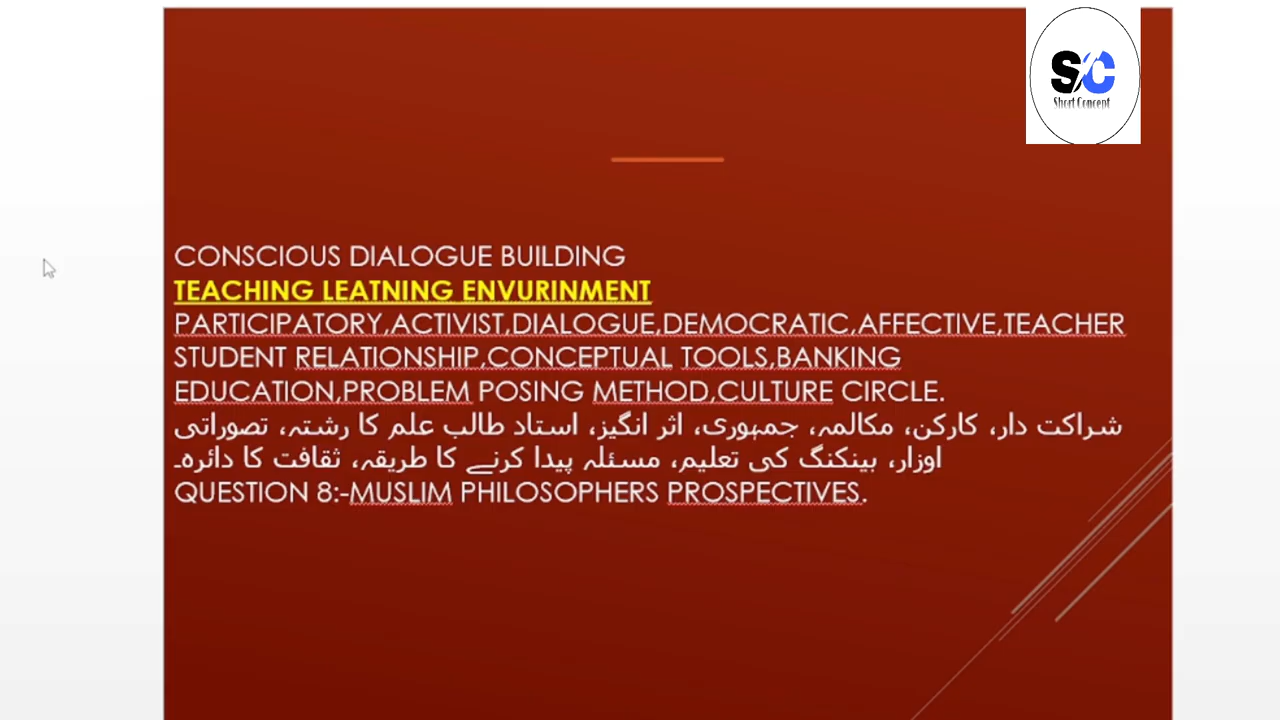 S/C
Short Concept
CONSCIOUS DIALOGUE BUILDING
TEACHING LEATNING ENVURINMENT
PARTICIPATORY,ACTIVIST,DIALOGUE,DEMOCRATIC,AFFECTIVE,TEACHER
STUDENT RELATIONSHIP,CONCEPTUAL TOOLS,BANKING
EDUCATION,PROBLEM POSING METHOD,CULTURE CIRCLE.
شراکت دار، کارکن، مکالمہ، جمہوری، اثر انگیز، استاد طالب علم کا رشتہ، تصوراتی
اوزار، بینکنگ کی تعلیم، مسئلہ پیدا کرنے کا طریقہ، ثقافت کا دائرہ۔
QUESTION 8:-MUSLIM PHILOSOPHERS PROSPECTIVES.